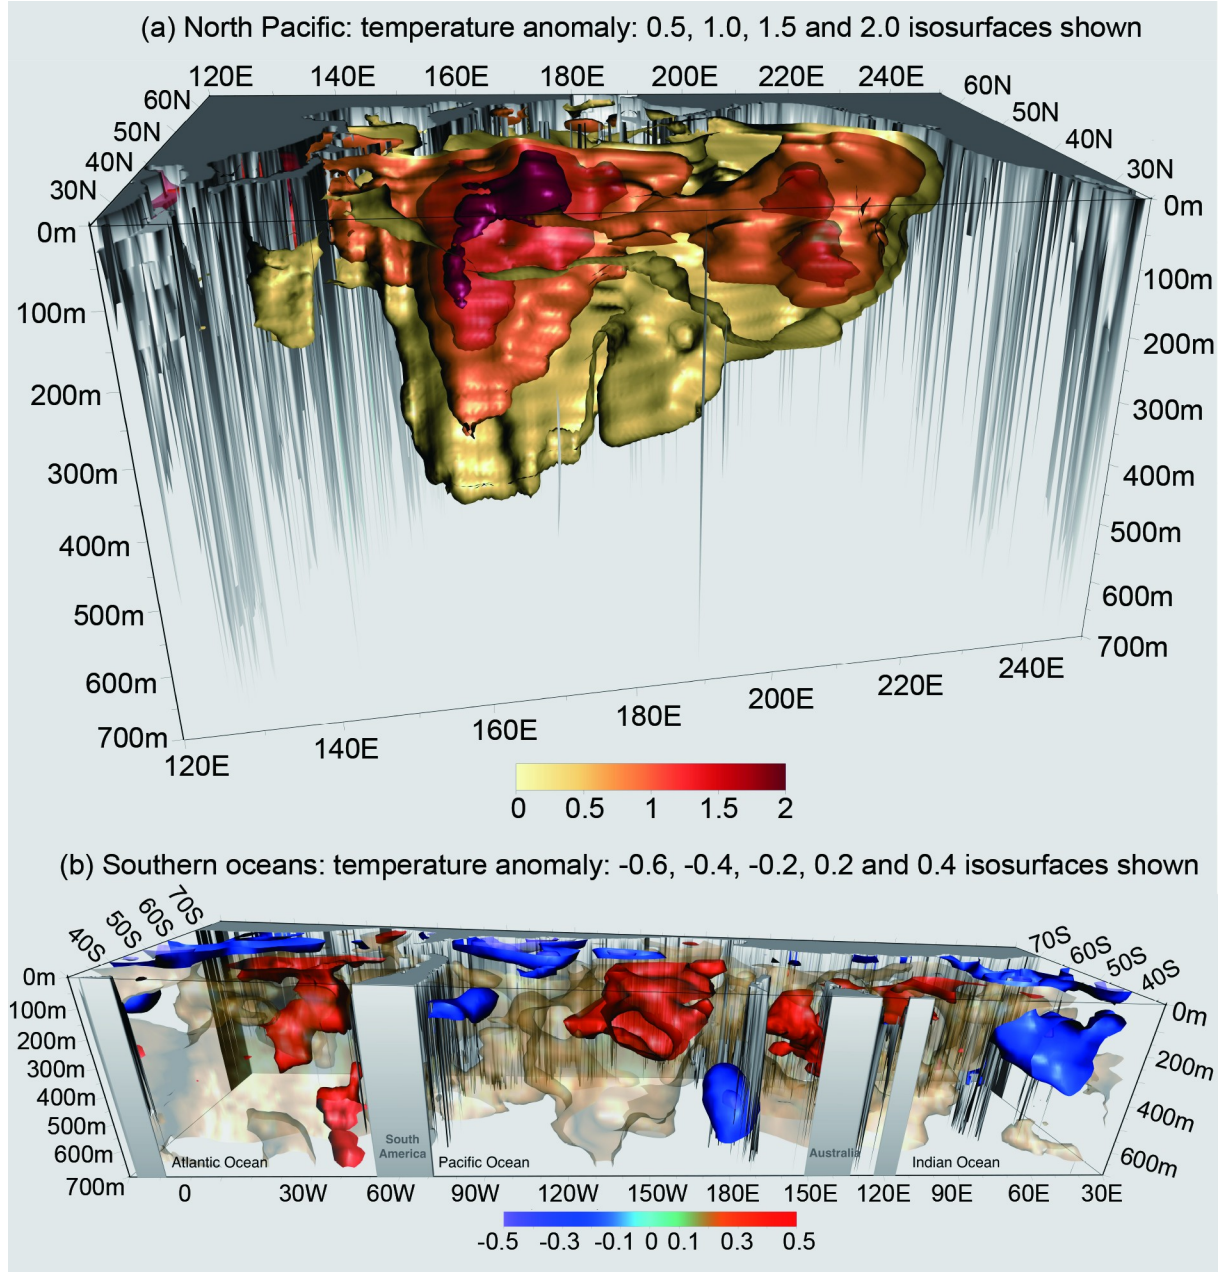 (a) North Pacific: temperature anomaly: 0.5, 1.0, 1.5 and 2.0 isosurfaces shown
120E 140E 160E 180E 200E 220E 240E
60N 60N
50N 50N
40N 40N
30N 30N
0m 0m
100m 100m
200m 200m
300m 300m
400m 400m
500m 500m
600m 600m
700m 700m
120E 140E 160E 180E 200E 220E 240E
0 0.5 1 1.5 2
(b) Southern oceans: temperature anomaly: -0.6, -0.4, -0.2, 0.2 and 0.4 isosurfaces shown
40S 50S 60S 70S
70S 60S 50S 40S
0m 0m
100m
200m 200m
300m
400m 400m
500m
600m 600m
700m
South
America
Australia
Atlantic Ocean Pacific Ocean Indian Ocean
0 30W 60W 90W 120W 150W 180E 150E 120E 90E 60E 30E
-0.5 -0.3 -0.1 0 0.1 0.3 0.5